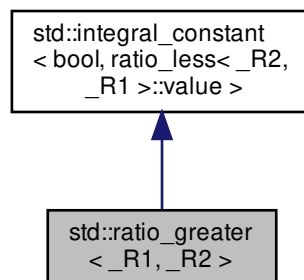 std::integral_constant
< bool, ratio_less< _R2,
_R1 >::value >
std::ratio_greater
< _R1, _R2 >